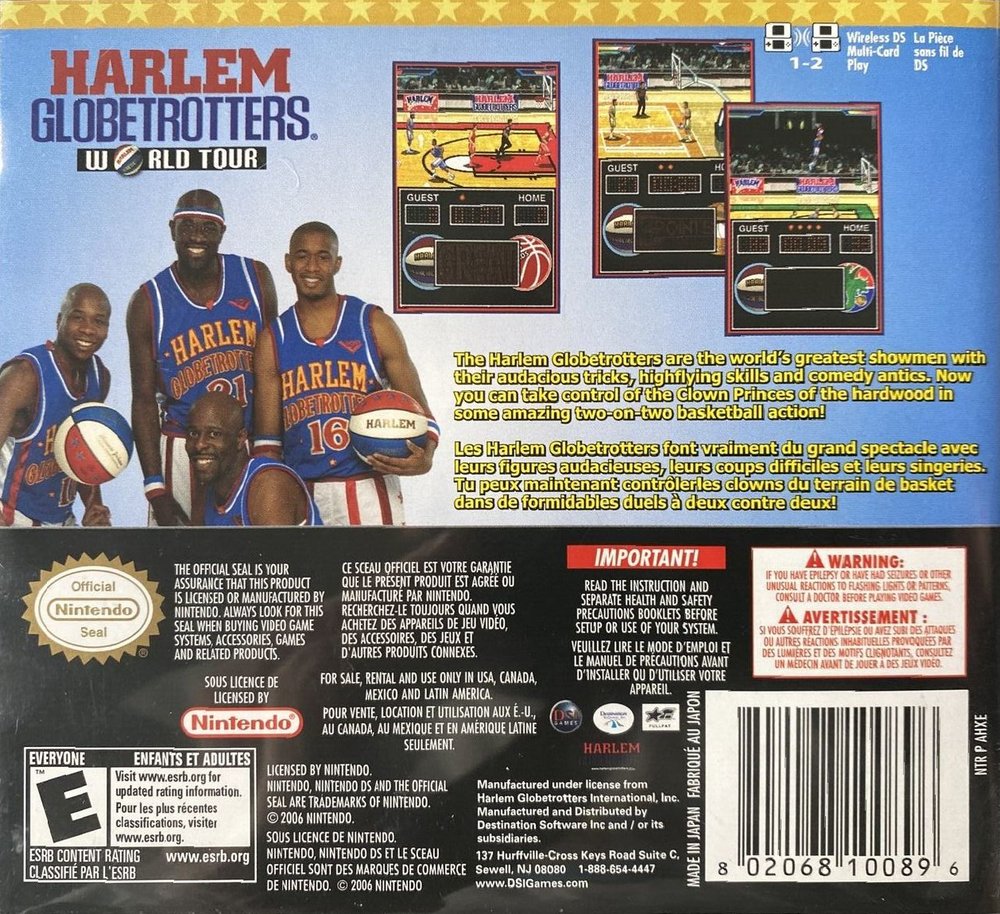 HARLEM
GLOBETROTTERS®
WORLD TOUR
1-2
Wireless DS
Multi-Card
Play
La Pièce
sans fil de
DS
HARLEM
HARLEM
GLOBETROTTERS
GUEST HOME
GUEST
GUEST HOME
HARLEM
GLOBETROTTE
21
HARLEM
16
HARLEM
The Harlem Globetrotters are the world's greatest showmen with
their audacious tricks, highflying skills and comedy antics. Now
you can take control of the Clown Princes of the hardwood in
some amazing two-on-two basketball action!
Les Harlem Globetrotters font vraiment du grand spectacle avec
leurs figures audacieuses, leurs coups difficiles et leurs singeries.
Tu peux maintenant contrôlerles clowns du terrain de basket
dans de formidables duels à deux contre deux!
Official
Nintendo
Seal
®
THE OFFICIAL SEAL IS YOUR
ASSURANCE THAT THIS PRODUCT
IS LICENSED OR MANUFACTURED BY
NINTENDO. ALWAYS LOOK FOR THIS
SEAL WHEN BUYING VIDEO GAME
SYSTEMS, ACCESSORIES, GAMES
AND RELATED PRODUCTS.
CE SCEAU OFFICIEL EST VOTRE GARANTIE
QUE LE PRÉSENT PRODUIT EST AGRÉÉ OU
MANUFACTURÉ PAR NINTENDO.
RECHERCHEZ-LE TOUJOURS QUAND VOUS
ACHETEZ DES APPAREILS DE JEU VIDÉO,
DES ACCESSOIRES, DES JEUX ET
D'AUTRES PRODUITS CONNEXES.
IMPORTANT!
READ THE INSTRUCTION AND
SEPARATE HEALTH AND SAFETY
PRECAUTIONS BOOKLETS BEFORE
SETUP OR USE OF YOUR SYSTEM.
VEUILLEZ LIRE LE MODE D'EMPLOI ET
LE MANUEL DE PRÉCAUTIONS AVANT
D'INSTALLER OU D'UTILISER VOTRE
APPAREIL.
WARNING:
IF YOU HAVE EPILEPSY OR HAVE HAD SEIZURES OR OTHER
UNUSUAL REACTIONS TO FLASHING LIGHTS OR PATTERNS,
CONSULT A DOCTOR BEFORE PLAYING VIDEO GAMES.
AVERTISSEMENT :
SI VOUS SOUFFREZ D'ÉPILEPSIE OU AVEZ SUBI DES ATTAQUES
OU AUTRES RÉACTIONS INHABITUELLES PROVOQUÉES PAR
DES LUMIÈRES ET DES MOTIFS CLIGNOTANTS, CONSULTEZ
UN MÉDECIN AVANT DE JOUER À DES JEUX VIDÉO.
SOUS LICENCE DE
LICENSED BY
Nintendo®
FOR SALE, RENTAL AND USE ONLY IN USA, CANADA,
MEXICO AND LATIN AMERICA.
POUR VENTE, LOCATION ET UTILISATION AUX É.-U.,
AU CANADA, AU MEXIQUE ET EN AMÉRIQUE LATINE
SEULEMENT.
DSI
GAMES
Destination
FULLFAT
HARLEM
EVERYONE ENFANTS ET ADULTES
™
E
Visit www.esrb.org for
updated rating information.
Pour les plus récentes
classifications, visiter
www.esrb.org.
ESRB CONTENT RATING www.esrb.org
CLASSIFIÉ PAR L'ESRB
LICENSED BY NINTENDO.
NINTENDO, NINTENDO DS AND THE OFFICIAL
SEAL ARE TRADEMARKS OF NINTENDO.
© 2006 NINTENDO.
SOUS LICENCE DE NINTENDO.
NINTENDO, NINTENDO DS ET LE SCEAU
OFFICIEL SONT DES MARQUES DE COMMERCE
DE NINTENDO. © 2006 NINTENDO
Manufactured under license from
Harlem Globetrotters International, Inc.
Manufactured and Distributed by
Destination Software Inc and / or its
subsidiaries.
137 Hurffville-Cross Keys Road Suite C,
Sewell, NJ 08080 1-888-654-4447
www.DSIGames.com
MADE IN JAPAN FABRIQUÉ AU JAPON
8 02068 10089 6
NTR P AHXE